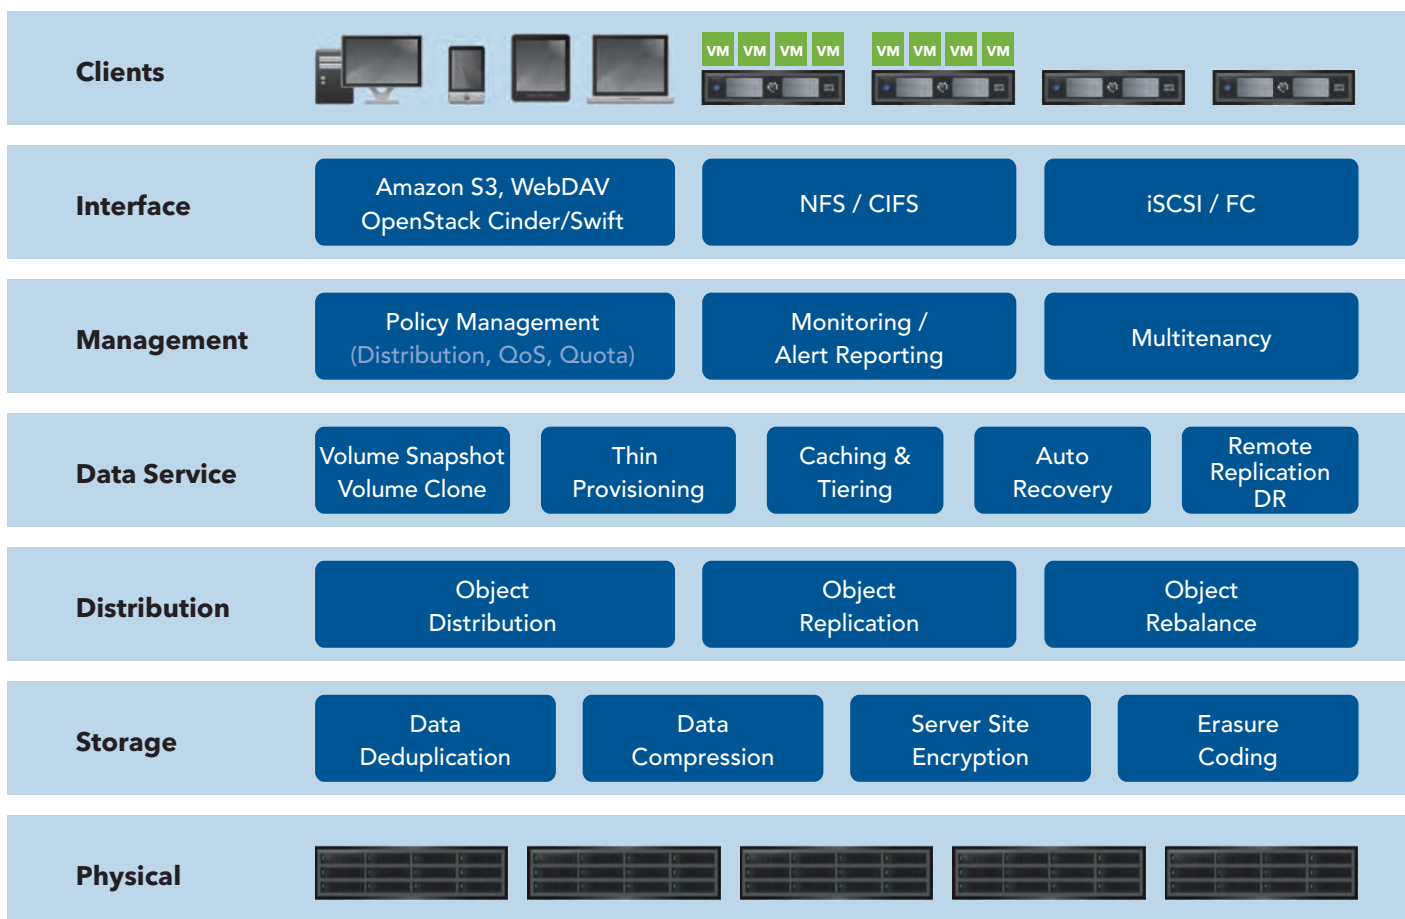 Clients
VM VM VM VM VM VM VM VM
Interface
Amazon S3, WebDAV
OpenStack Cinder/Swift
NFS / CIFS
iSCSI / FC
Management
Policy Management
(Distribution, QoS, Quota)
Monitoring /
Alert Reporting
Multitenancy
Data Service
Volume Snapshot
Volume Clone
Thin
Provisioning
Caching &
Tiering
Auto
Recovery
Remote
Replication
DR
Distribution
Object
Distribution
Object
Replication
Object
Rebalance
Storage
Data
Deduplication
Data
Compression
Server Site
Encryption
Erasure
Coding
Physical